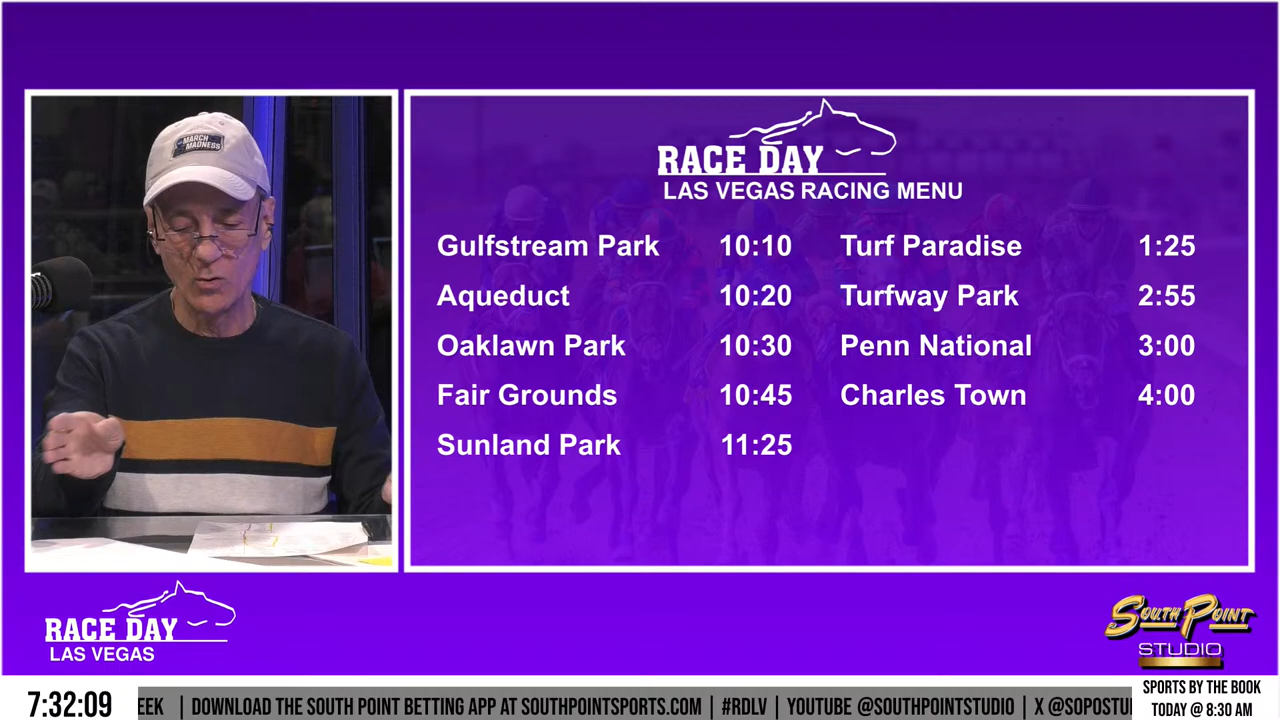 MARCH
MADNESS
RACE DAY
LAS VEGAS RACING MENU
Gulfstream Park 10:10
Aqueduct 10:20
Oaklawn Park 10:30
Fair Grounds 10:45
Sunland Park 11:25
Turf Paradise 1:25
Turfway Park 2:55
Penn National 3:00
Charles Town 4:00
RACE DAY
LAS VEGAS
SOUTH POINT
STUDIO
7:32:09
EEK | DOWNLOAD THE SOUTH POINT BETTING APP AT SOUTHPOINTSPORTS.COM | #RDLV | YOUTUBE @SOUTHPOINTSTUDIO | X @SOPOSTU
SPORTS BY THE BOOK
TODAY @ 8:30 AM